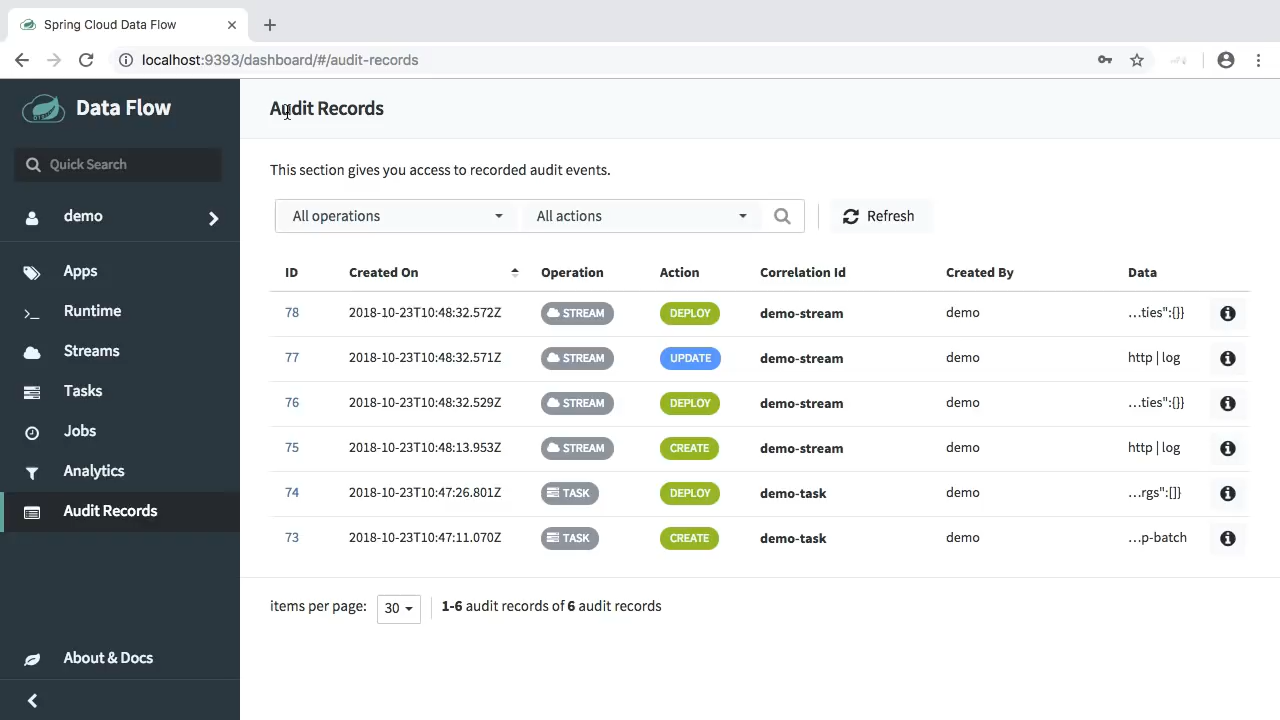 Spring Cloud Data Flow
localhost:9393/dashboard/#/audit-records
Data Flow
Quick Search
demo
Apps
Runtime
Streams
Tasks
Jobs
Analytics
Audit Records
About & Docs
Audit Records
This section gives you access to recorded audit events.
All operations All actions Refresh
ID Created On Operation Action Correlation Id Created By Data
78 2018-10-23T10:48:32.572Z STREAM DEPLOY demo-stream demo ...ties":{}}
77 2018-10-23T10:48:32.571Z STREAM UPDATE demo-stream demo http | log
76 2018-10-23T10:48:32.529Z STREAM DEPLOY demo-stream demo ...ties":{}}
75 2018-10-23T10:48:13.953Z STREAM CREATE demo-stream demo http | log
74 2018-10-23T10:47:26.801Z TASK DEPLOY demo-task demo ...rgs":[]}
73 2018-10-23T10:47:11.070Z TASK CREATE demo-task demo ...p-batch
items per page: 30 1-6 audit records of 6 audit records